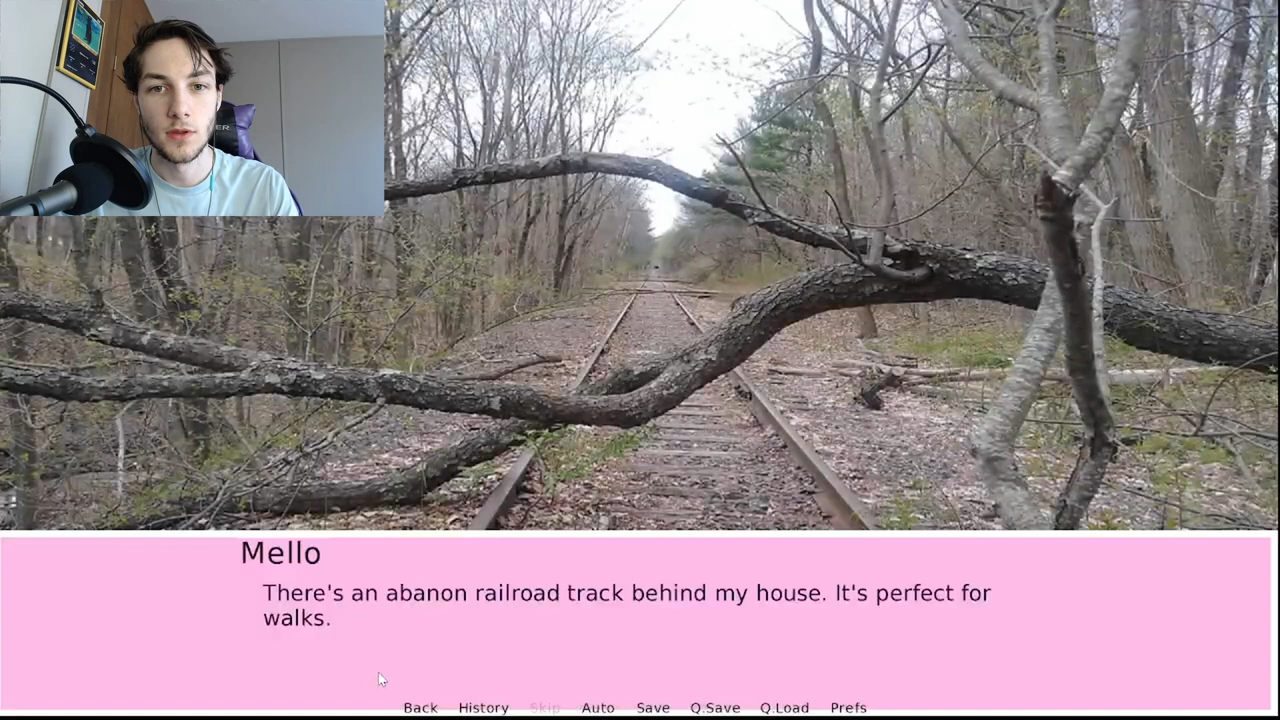 ER
Mello
There's an abanon railroad track behind my house. It's perfect for
walks.
Back History Skip Auto Save Q.Save Q.Load Prefs